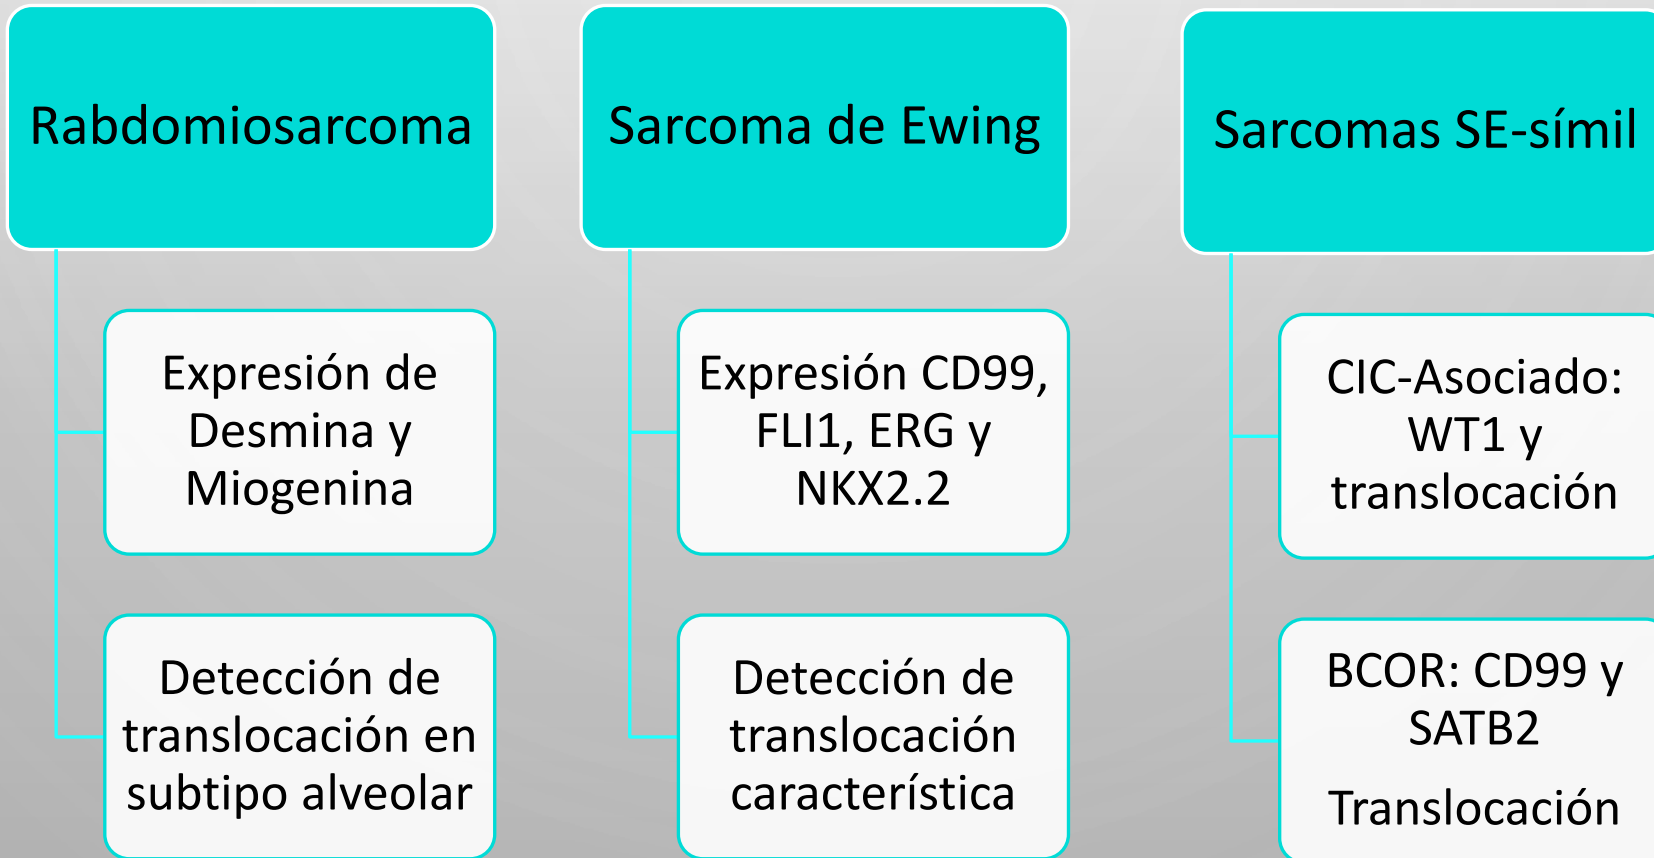 Rabdomiosarcoma
Expresión de
Desmina y
Miogenina
Detección de
translocación en
subtipo alveolar
Sarcoma de Ewing
Expresión CD99,
FLI1, ERG y
NKX2.2
Detección de
translocación
característica
Sarcomas SE-símil
CIC-Asociado:
WT1 y
translocación
BCOR: CD99 y
SATB2
Translocación